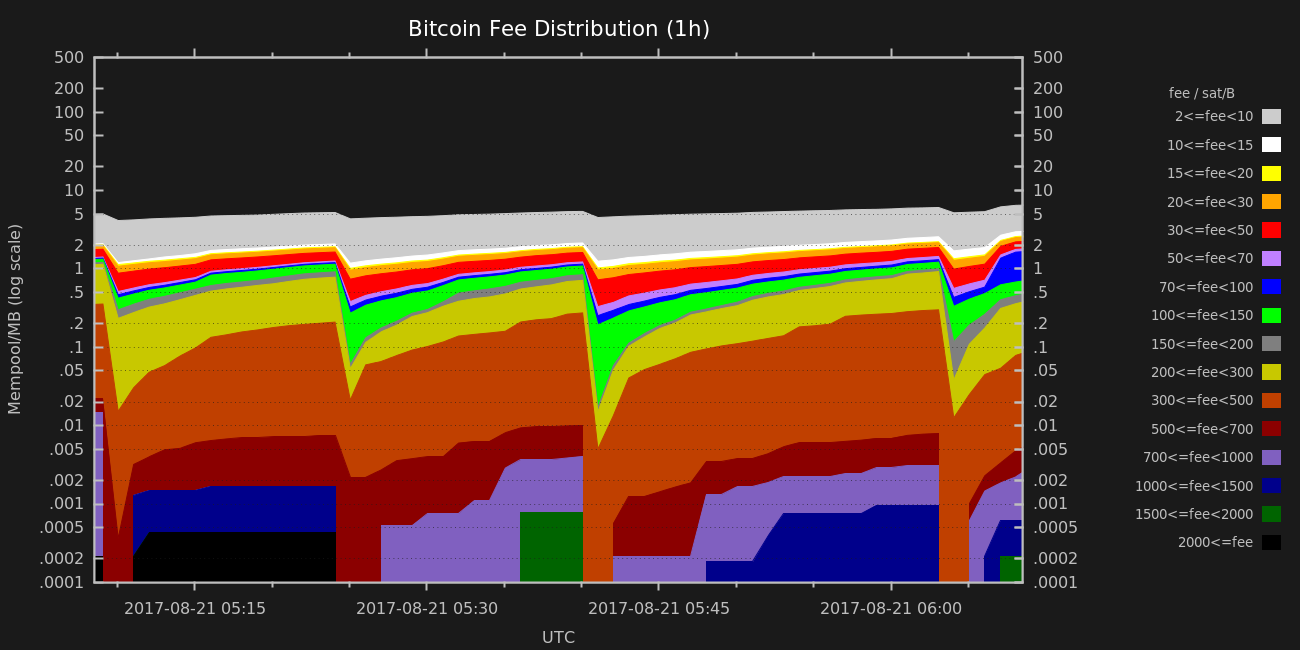 Bitcoin Fee Distribution (1h)
500 500
200 200
100 100
50 50
20 20
10 10
5 5
2 2
1 1
.5 .5
.2 .2
.1 .1
.05 .05
.02 .02
.01 .01
.005 .005
.002 .002
.001 .001
.0005 .0005
.0002 .0002
.0001 .0001
Mempool/MB (log scale)
2017-08-21 05:15 2017-08-21 05:30 2017-08-21 05:45 2017-08-21 06:00
UTC
fee / sat/B
2<=fee<10
10<=fee<15
15<=fee<20
20<=fee<30
30<=fee<50
50<=fee<70
70<=fee<100
100<=fee<150
150<=fee<200
200<=fee<300
300<=fee<500
500<=fee<700
700<=fee<1000
1000<=fee<1500
1500<=fee<2000
2000<=fee